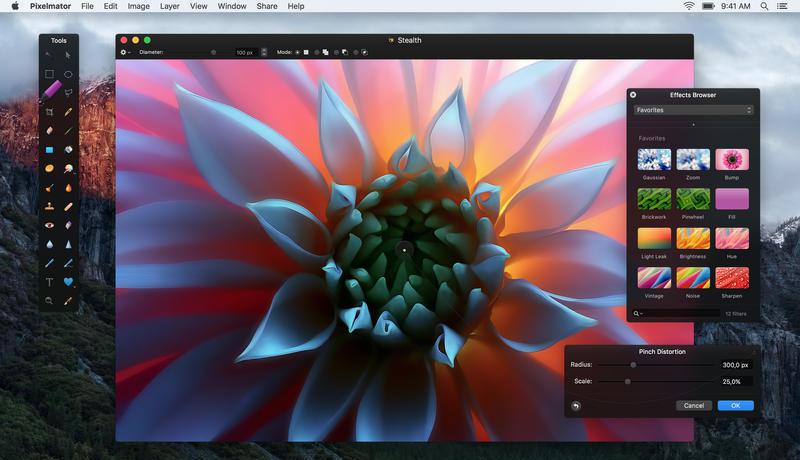 Pixelmator File Edit Image Layer View Window Share Help 9:41 AM
Tools
Stealth
Diameter: 100 px Mode:
Effects Browser
Favorites
Favorites
Gaussian Zoom Bump
Brickwork Pinwheel Fill
Light Leak Brightness Hue
Vintage Noise Sharpen
12 filters
Pinch Distortion
Radius: 300,0 px
Scale: 25,0%
Cancel OK